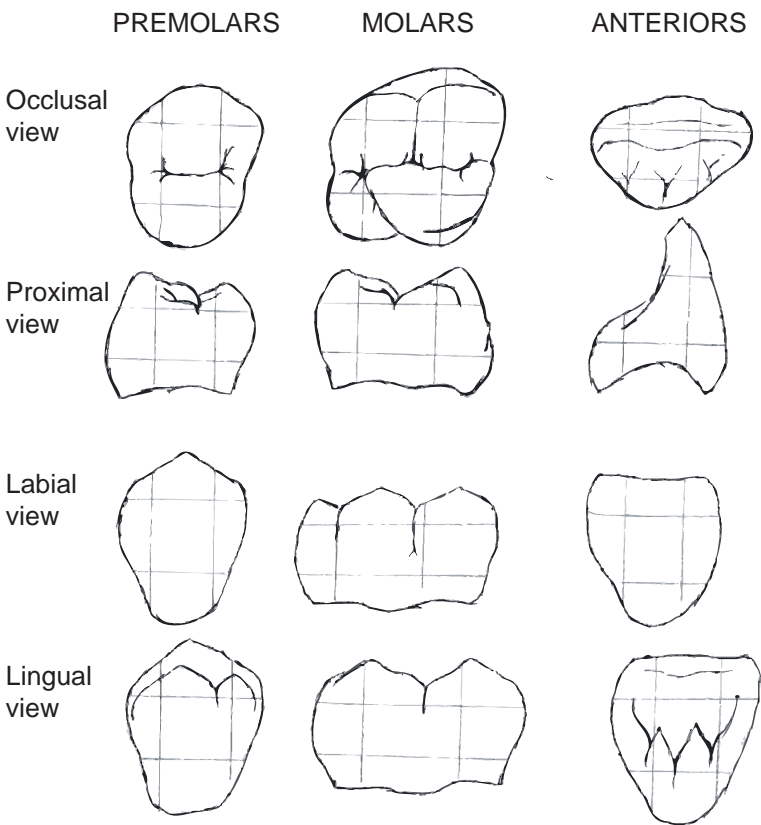 PREMOLARS MOLARS ANTERIORS
Occlusal
view
Proximal
view
Labial
view
Lingual
view